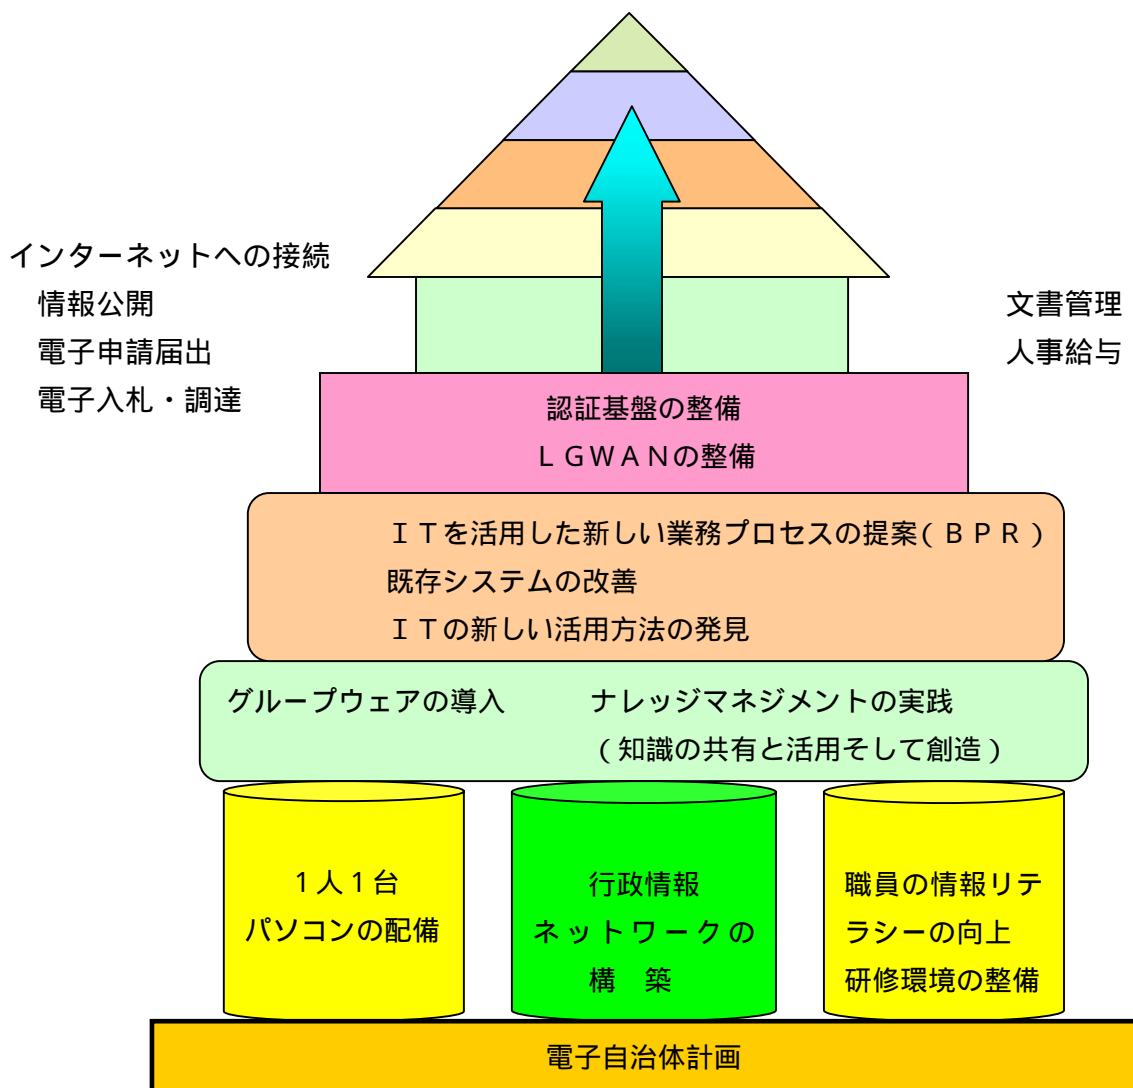 インターネットへの接続
情報公開
電子申請届出
電子入札・調達
文書管理
人事給与
認証基盤の整備
ＬＧＷＡＮの整備
ＩＴを活用した新しい業務プロセスの提案(ＢＰＲ)
既存システムの改善
ＩＴの新しい活用方法の発見
グループウェアの導入
ナレッジマネジメントの実践
(知識の共有と活用そして創造)
１人１台
パソコンの配備
行政情報
ネットワークの
構　築
職員の情報リテ
ラシーの向上
研修環境の整備
電子自治体計画